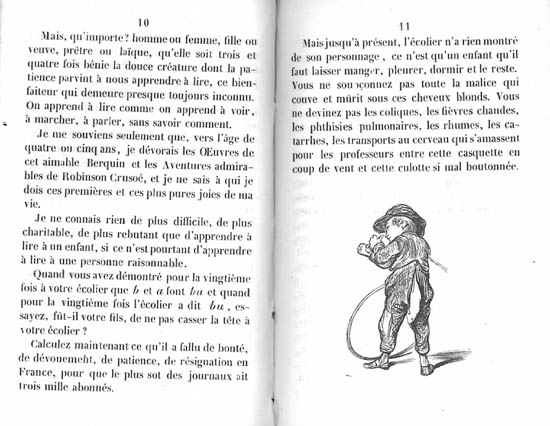 10
Mais, qu'importe? homme ou femme, fille ou
veuve, prêtre ou laïque, qu'elle soit trois et
quatre fois bénie la douce créature dont la pa-
tience parvint à nous apprendre à lire, ce bien-
faiteur qui demeure presque toujours inconnu.
On apprend à lire comme on apprend à voir,
à marcher, à parler, sans savoir comment.
Je me souviens seulement que, vers l'âge de
quatre ou cinq ans, je dévorais les OEuvres de
cet aimable Berquin et les Aventures admira-
bles de Robinson Crusoé, et je ne sais à qui je
dois ces premières et ces plus pures joies de ma
vie.
Je ne connais rien de plus difficile, de plus
charitable, de plus rebutant que d'apprendre à
lire à un enfant, si ce n'est pourtant d'apprendre
à lire à une personne raisonnable.
Quand vous avez démontré pour la vingtième
fois à votre écolier que b et a font ba et quand
pour la vingtième fois l'écolier a dit bu, es-
sayez, fût-il votre fils, de ne pas casser la tête à
votre écolier ?
Calculez maintenant ce qu'il a fallu de bonté,
de dévouement, de patience, de résignation en
France, pour que le plus sot des journaux ait
trois mille abonnés.
11
Mais jusqu'à présent, l'écolier n'a rien montré
de son personnage, ce n'est qu'un enfant qu'il
faut laisser manger, pleurer, dormir et le reste.
Vous ne soupçonnez pas toute la malice qui
couve et mûrit sous ces cheveux blonds. Vous
ne devinez pas les coliques, les fièvres chaudes,
les phthisies pulmonaires, les rhumes, les ca-
tarrhes, les transports au cerveau qui s'amassent
pour les professeurs entre cette casquette en
coup de vent et cette culotte si mal boutonnée.